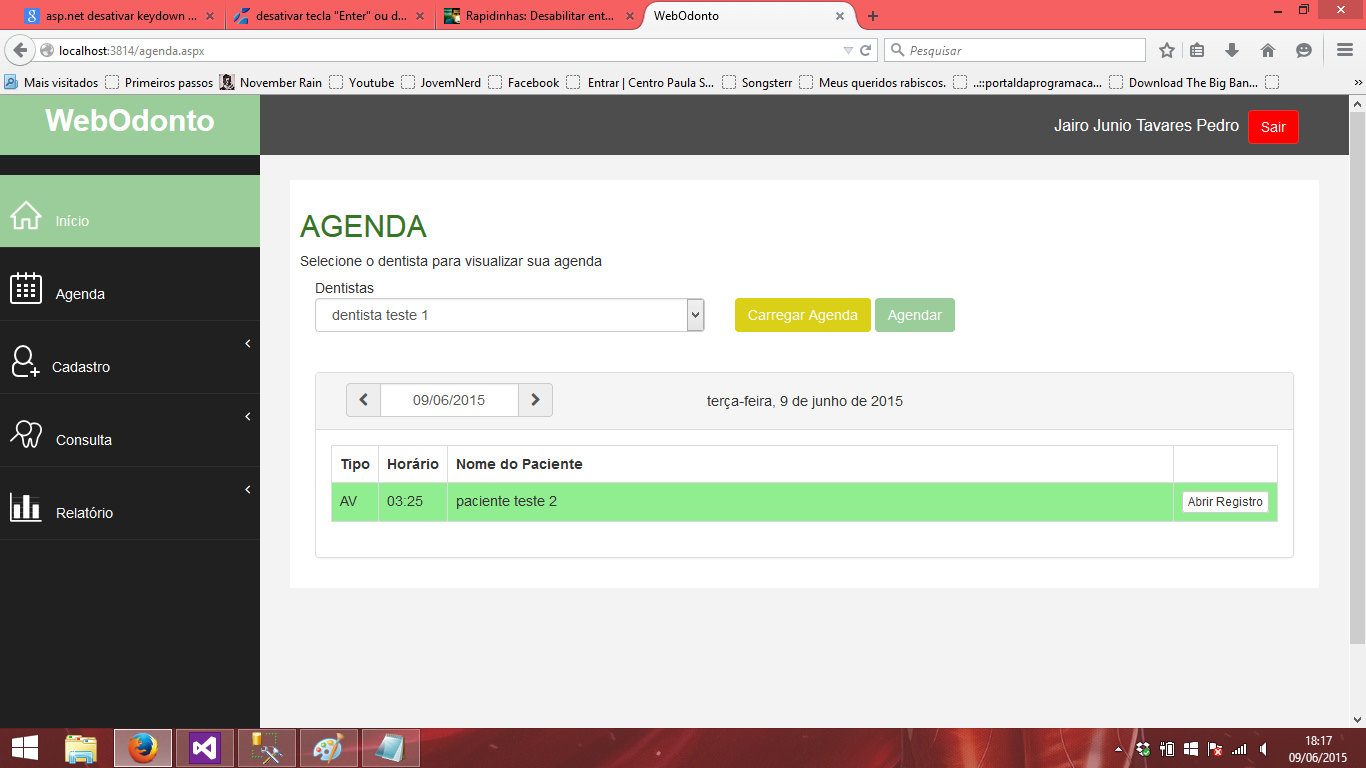 asp.net desativar keydown ...
desativar tecla "Enter" ou d...
Rapidinhas: Desabilitar ent...
WebOdonto
localhost:3814/agenda.aspx
Pesquisar
Mais visitados
Primeiros passos
November Rain
Youtube
JovemNerd
Facebook
Entrar | Centro Paula S...
Songsterr
Meus queridos rabiscos.
..::portaldaprogramaca...
Download The Big Ban...
WebOdonto
Jairo Junio Tavares Pedro
Sair
Início
Agenda
Cadastro
Consulta
Relatório
AGENDA
Selecione o dentista para visualizar sua agenda
Dentistas
dentista teste 1
Carregar Agenda
Agendar
09/06/2015
terça-feira, 9 de junho de 2015
Tipo Horário Nome do Paciente
AV 03:25 paciente teste 2 Abrir Registro
18:17
09/06/2015